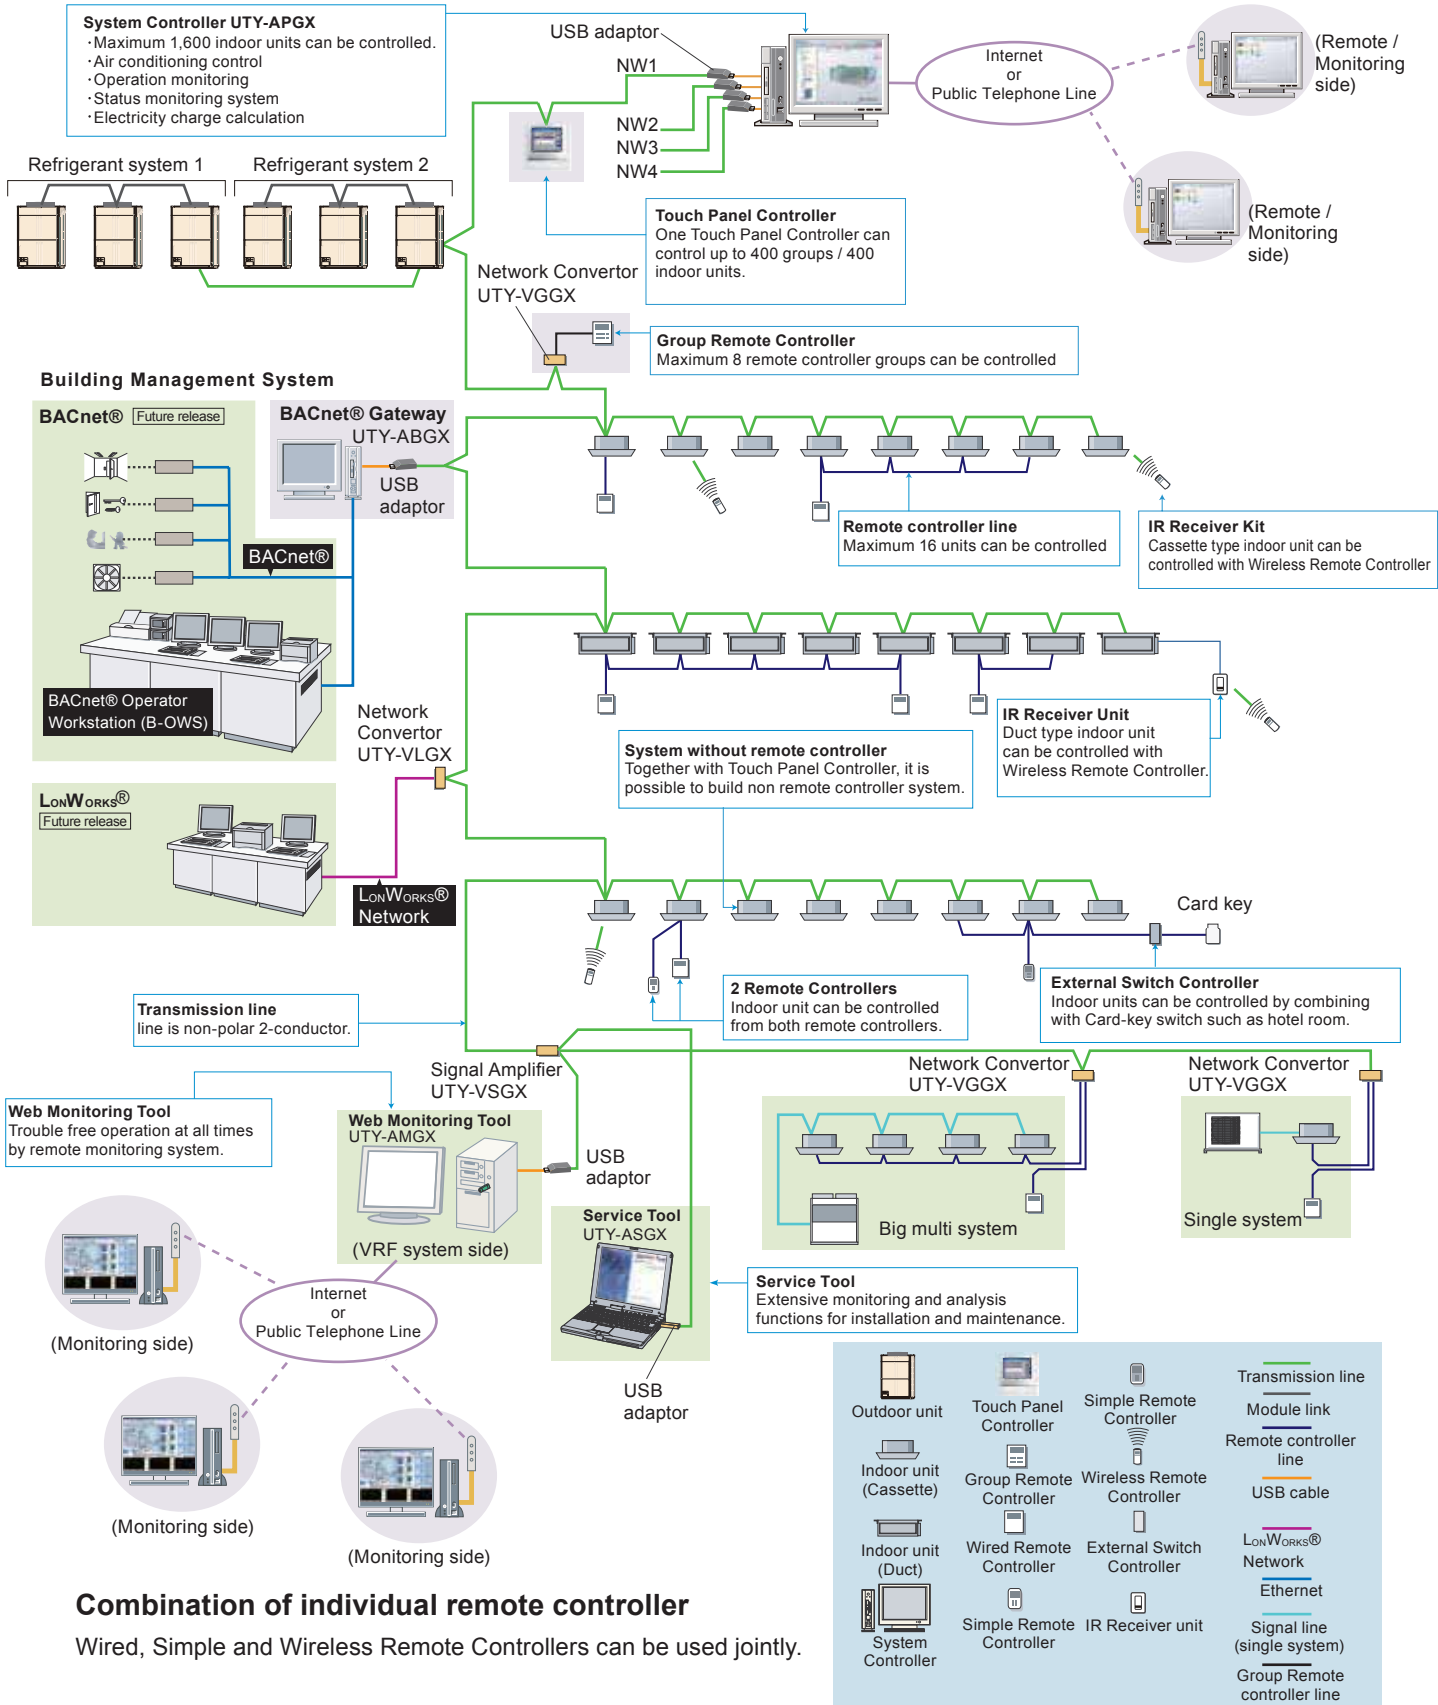 System Controller UTY-APGX
・Maximum 1,600 indoor units can be controlled.
・Air conditioning control
・Operation monitoring
・Status monitoring system
・Electricity charge calculation
USB adaptor
NW1
NW2
NW3
NW4
Internet
or
Public Telephone Line
(Remote /
Monitoring
side)
(Remote /
Monitoring
side)
Refrigerant system 1
Refrigerant system 2
Touch Panel Controller
One Touch Panel Controller can
control up to 400 groups / 400
indoor units.
Network Convertor
UTY-VGGX
Group Remote Controller
Maximum 8 remote controller groups can be controlled
Building Management System
BACnet® Future release
BACnet® Gateway
UTY-ABGX
USB
adaptor
BACnet®
BACnet® Operator
Workstation (B-OWS)
Remote controller line
Maximum 16 units can be controlled
IR Receiver Kit
Cassette type indoor unit can be
controlled with Wireless Remote Controller
Network
Convertor
UTY-VLGX
IR Receiver Unit
Duct type indoor unit
can be controlled with
Wireless Remote Controller.
System without remote controller
Together with Touch Panel Controller, it is
possible to build non remote controller system.
LONWORKS®
Future release
LONWORKS®
Network
Card key
Transmission line
line is non-polar 2-conductor.
2 Remote Controllers
Indoor unit can be controlled
from both remote controllers.
External Switch Controller
Indoor units can be controlled by combining
with Card-key switch such as hotel room.
Signal Amplifier
UTY-VSGX
Network Convertor
UTY-VGGX
Network Convertor
UTY-VGGX
Web Monitoring Tool
Trouble free operation at all times
by remote monitoring system.
Web Monitoring Tool
UTY-AMGX
USB
adaptor
(VRF system side)
Service Tool
UTY-ASGX
Big multi system
Single system
Service Tool
Extensive monitoring and analysis
functions for installation and maintenance.
USB
adaptor
Internet
or
Public Telephone Line
(Monitoring side)
(Monitoring side)
(Monitoring side)
Outdoor unit
Touch Panel
Controller
Simple Remote
Controller
Transmission line
Module link
Remote controller
line
Indoor unit
(Cassette)
Group Remote
Controller
Wireless Remote
Controller
USB cable
Indoor unit
(Duct)
Wired Remote
Controller
External Switch
Controller
LONWORKS®
Network
Ethernet
System
Controller
Simple Remote
Controller
IR Receiver unit
Signal line
(single system)
Group Remote
controller line
Combination of individual remote controller
Wired, Simple and Wireless Remote Controllers can be used jointly.